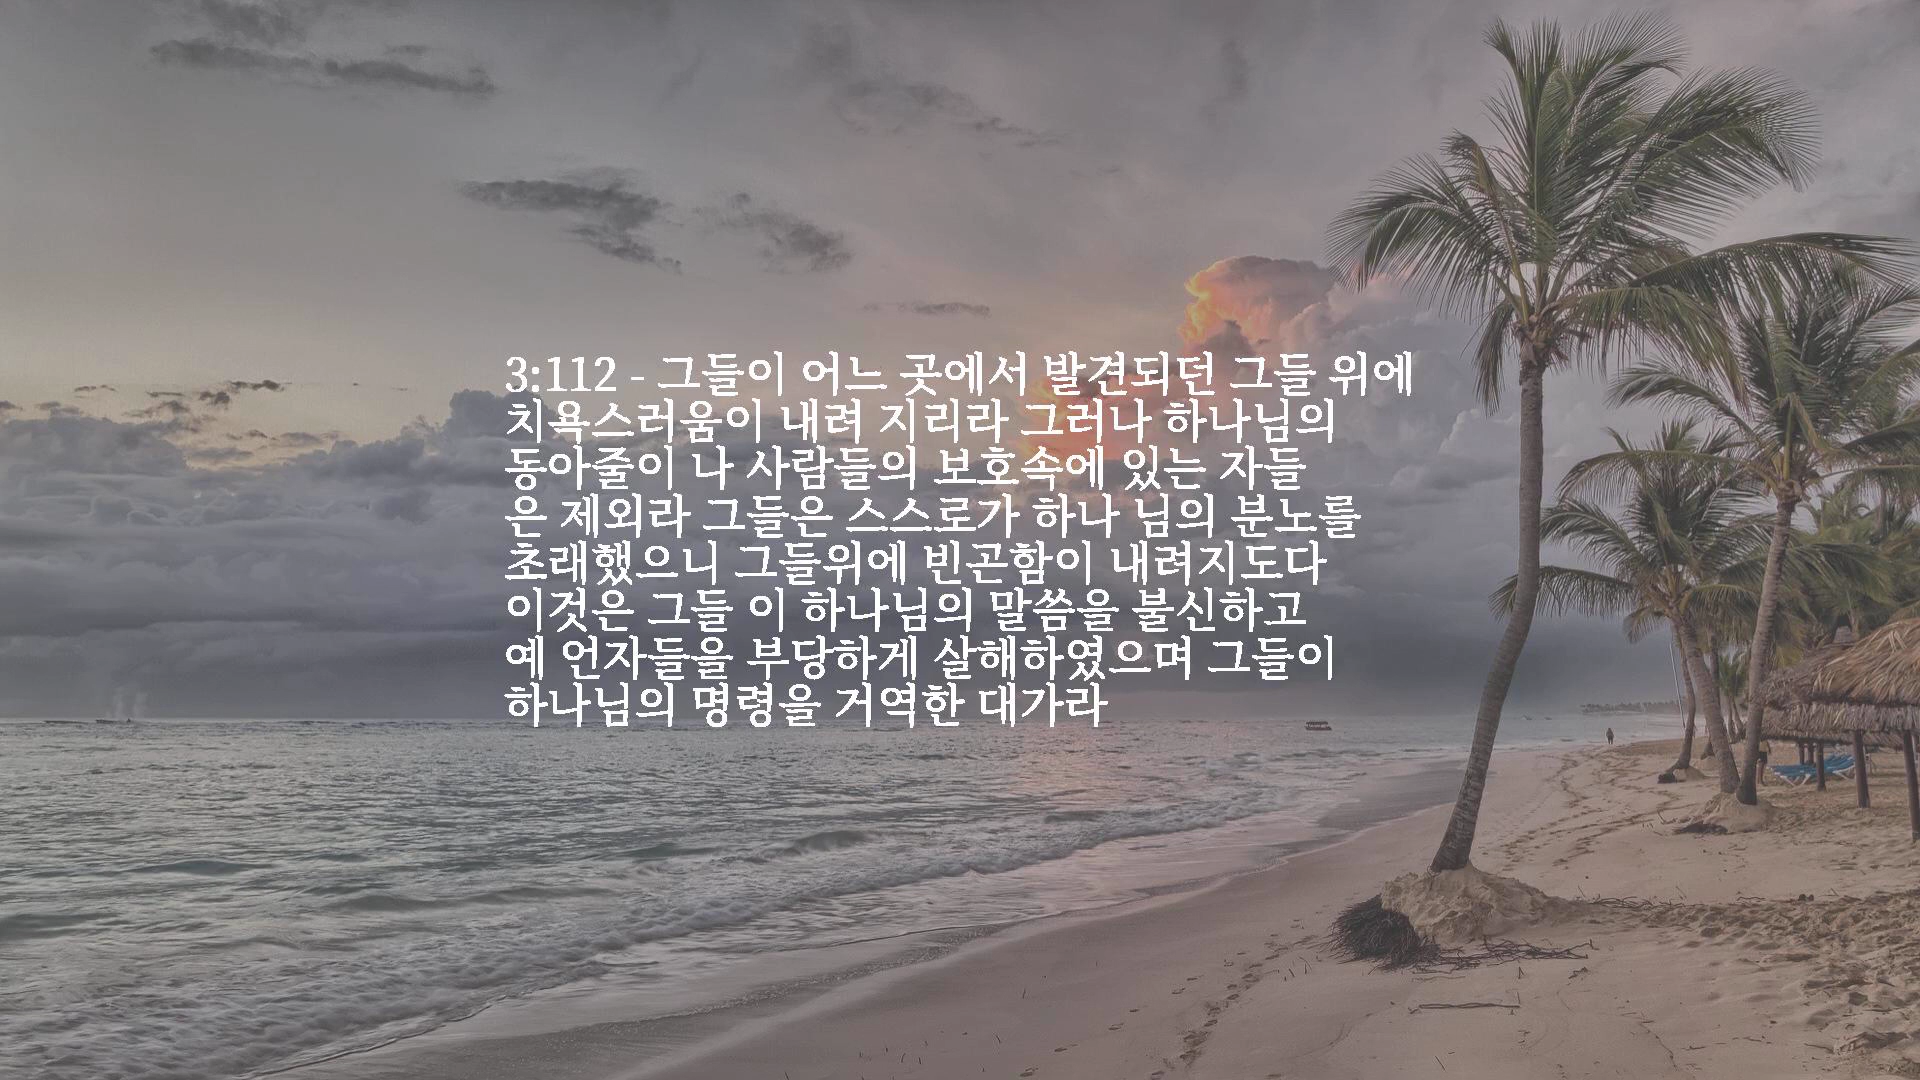 3:112 - 그들이 어느 곳에서 발견되던 그들 위에
치욕스러움이 내려 지리라 그러나 하나님의
동아줄이 나 사람들의 보호속에 있는 자들
은 제외라 그들은 스스로가 하나 님의 분노를
초래했으니 그들위에 빈곤함이 내려지도다
이것은 그들 이 하나님의 말씀을 불신하고
예 언자들을 부당하게 살해하였으며 그들이
하나님의 명령을 거역한 대가라